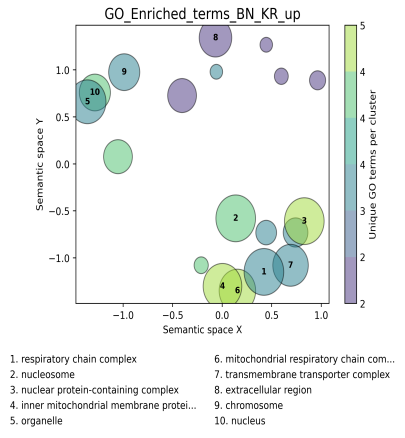 GO_Enriched_terms_BN_KR_up
8
9
10
5
2
3
4
6
1
7
1.0
0.5
0.0
−0.5
−1.0
Semantic space Y
−1.0
−0.5
0.0
0.5
1.0
Semantic space X
5
4
4
4
3
2
2
Unique GO terms per cluster
1. respiratory chain complex
2. nucleosome
3. nuclear protein-containing complex
4. inner mitochondrial membrane protei...
5. organelle
6. mitochondrial respiratory chain com...
7. transmembrane transporter complex
8. extracellular region
9. chromosome
10. nucleus